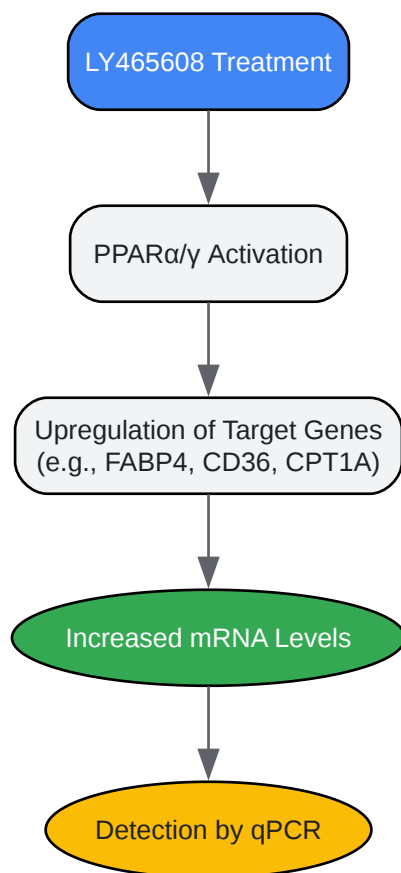 LY465608 Treatment
PPARα/γ Activation
Upregulation of Target Genes
(e.g., FABP4, CD36, CPT1A)
Increased mRNA Levels
Detection by qPCR